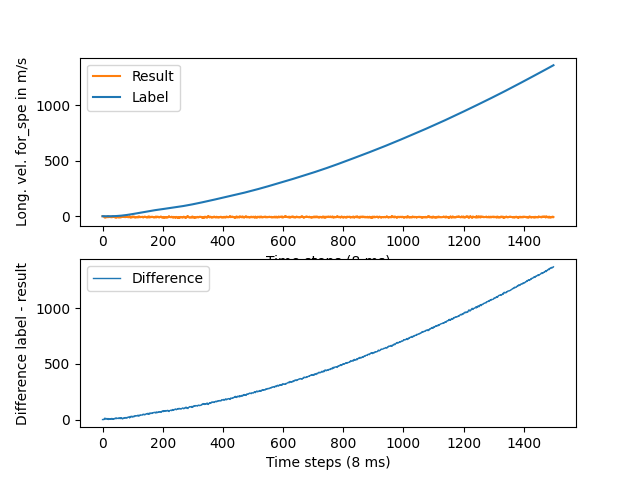 Long. vel. for_spe in m/s
1000
500
0
Result
Label
0 200 400 600 800 1000 1200 1400
Time steps (8 ms)
Difference label - result
1000
500
0
Difference
0 200 400 600 800 1000 1200 1400
Time steps (8 ms)